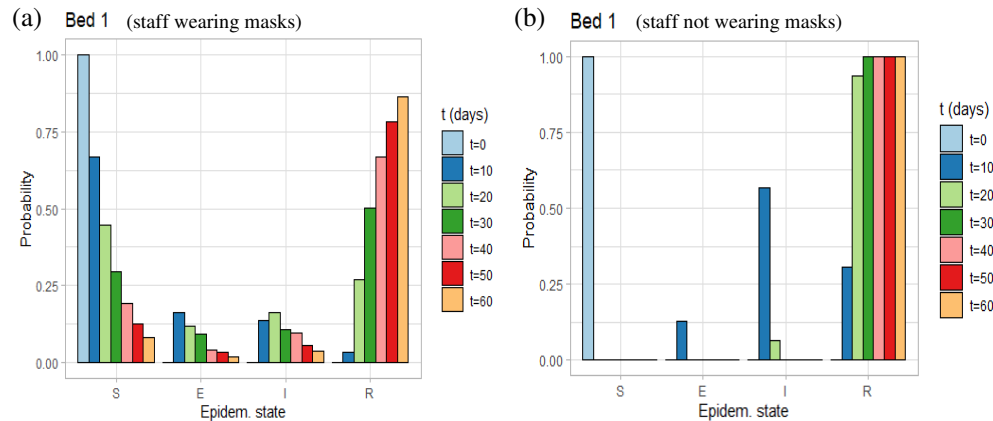 (a) Bed 1 (staff wearing masks)
1.00
0.75
0.50
0.25
0.00
Probability
S E I R
Epidem. state
t (days)
t=0
t=10
t=20
t=30
t=40
t=50
t=60
(b) Bed 1 (staff not wearing masks)
1.00
0.75
0.50
0.25
0.00
Probability
S E I R
Epidem. state
t (days)
t=0
t=10
t=20
t=30
t=40
t=50
t=60